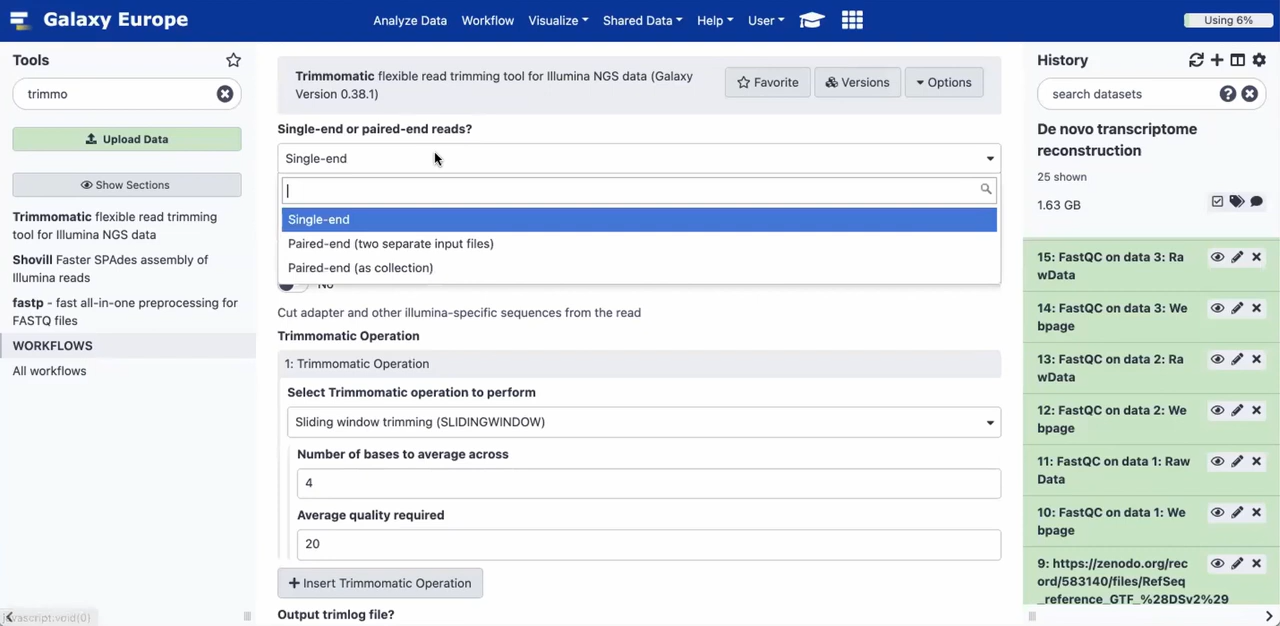 Galaxy Europe
Analyze Data Workflow Visualize Shared Data Help User
Using 6%
Tools
trimmo
Upload Data
Show Sections
Trimmomatic flexible read trimming
tool for Illumina NGS data
Shovill Faster SPAdes assembly of
Illumina reads
fastp - fast all-in-one preprocessing for
FASTQ files
WORKFLOWS
All workflows
javascript:void(0)
Trimmomatic flexible read trimming tool for Illumina NGS data (Galaxy
Version 0.38.1)
Favorite
Versions
Options
Single-end or paired-end reads?
Single-end
Single-end
Paired-end (two separate input files)
Paired-end (as collection)
No
Cut adapter and other illumina-specific sequences from the read
Trimmomatic Operation
1: Trimmomatic Operation
Select Trimmomatic operation to perform
Sliding window trimming (SLIDINGWINDOW)
Number of bases to average across
4
Average quality required
20
Insert Trimmomatic Operation
Output trimlog file?
History
search datasets
De novo transcriptome
reconstruction
25 shown
1.63 GB
15: FastQC on data 3: Ra
wData
14: FastQC on data 3: We
bpage
13: FastQC on data 2: Ra
wData
12: FastQC on data 2: We
bpage
11: FastQC on data 1: Raw
Data
10: FastQC on data 1: We
bpage
9: https://zenodo.org/rec
ord/583140/files/RefSeq
_reference_GTF_%28DSv2%29